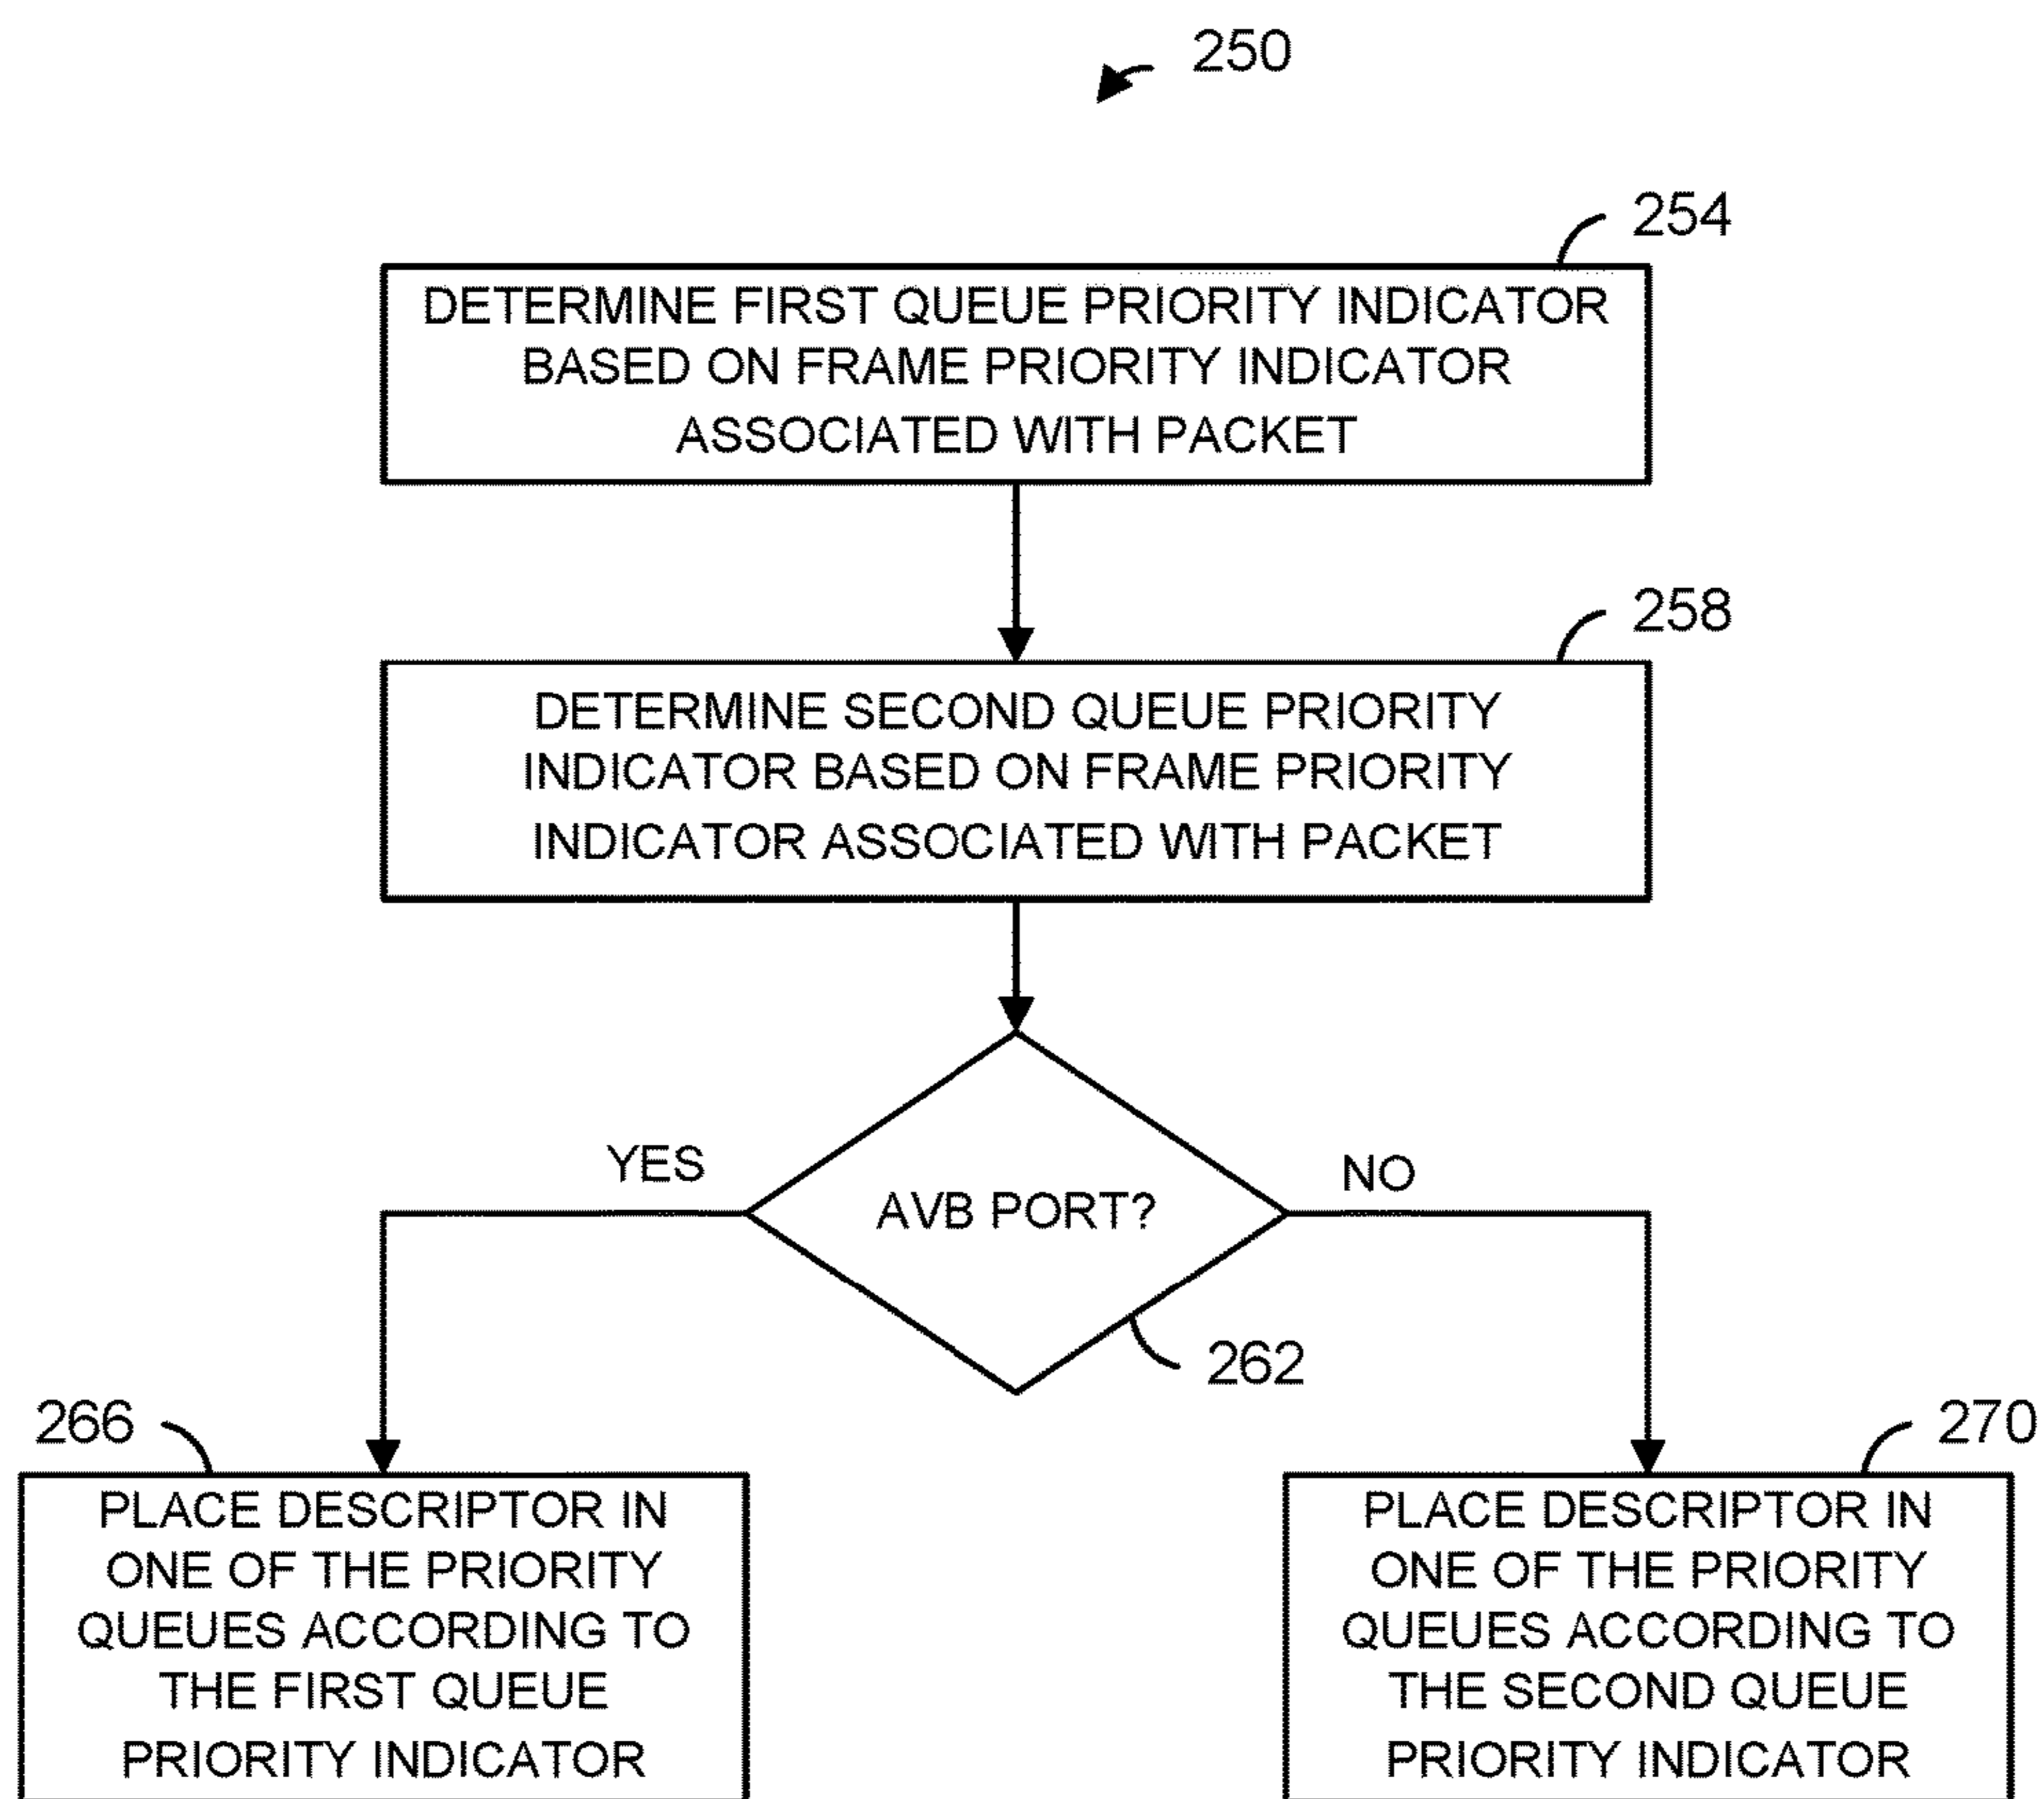 250
254
DETERMINE FIRST QUEUE PRIORITY INDICATOR
BASED ON FRAME PRIORITY INDICATOR
ASSOCIATED WITH PACKET
258
DETERMINE SECOND QUEUE PRIORITY
INDICATOR BASED ON FRAME PRIORITY
INDICATOR ASSOCIATED WITH PACKET
YES
NO
AVB PORT?
262
266
PLACE DESCRIPTOR IN
ONE OF THE PRIORITY
QUEUES ACCORDING TO
THE FIRST QUEUE
PRIORITY INDICATOR
270
PLACE DESCRIPTOR IN
ONE OF THE PRIORITY
QUEUES ACCORDING TO
THE SECOND QUEUE
PRIORITY INDICATOR